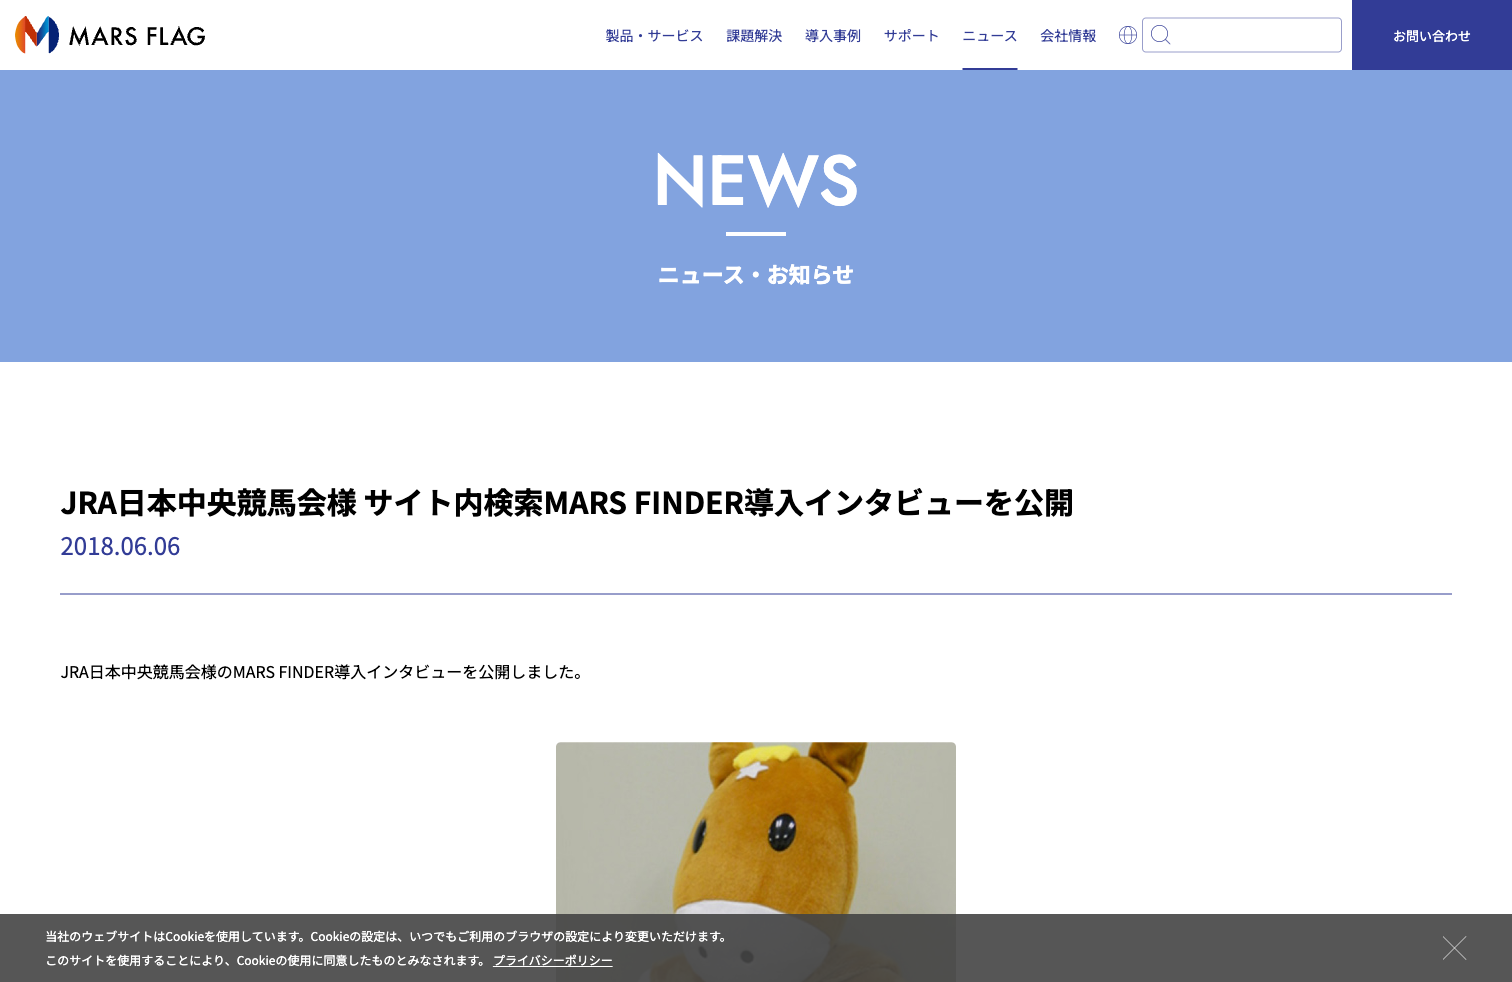 MARS FLAG
製品・サービス 課題解決 導入事例 サポート ニュース 会社情報 お問い合わせ
NEWS
ニュース・お知らせ
JRA日本中央競馬会様 サイト内検索MARS FINDER導入インタビューを公開
2018.06.06
JRA日本中央競馬会様のMARS FINDER導入インタビューを公開しました。
当社のウェブサイトはCookieを使用しています。Cookieの設定は、いつでもご利用のブラウザの設定により変更いただけます。
このサイトを使用することにより、Cookieの使用に同意したものとみなされます。 プライバシーポリシー